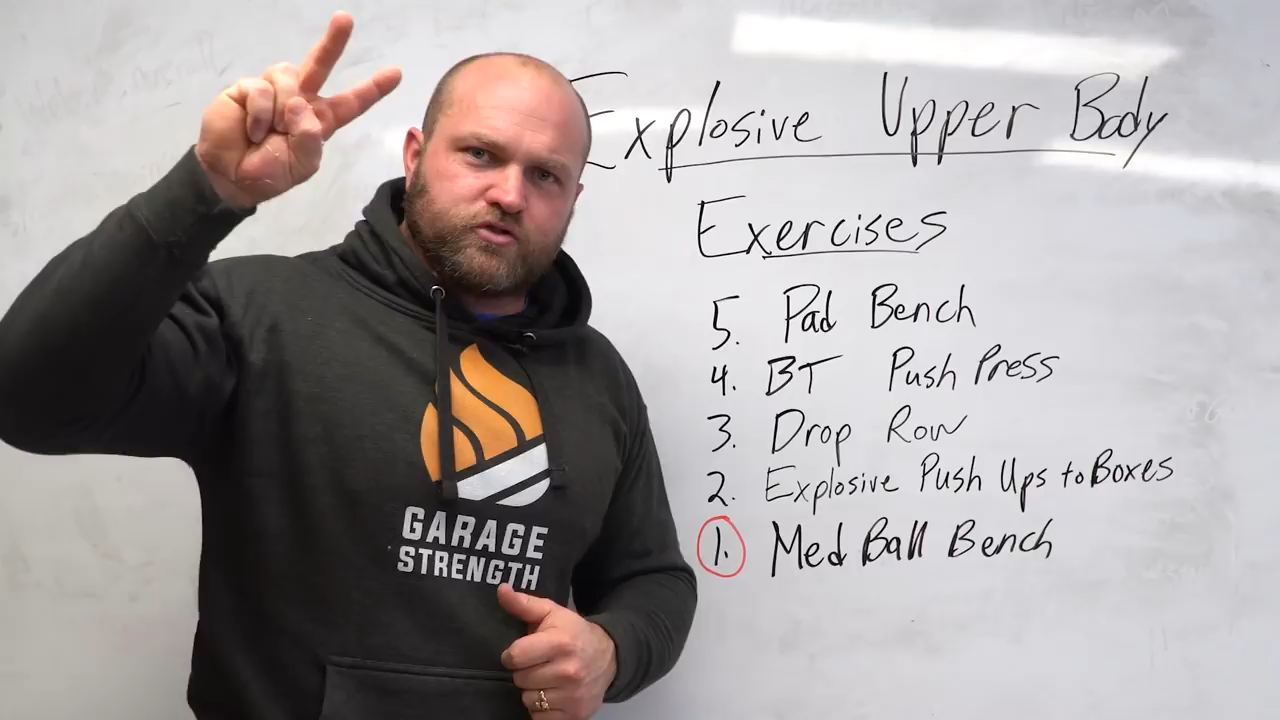 Explosive Upper Body
Exercises
5. Pad Bench
4. BT Push Press
3. Drop Row
2. Explosive Push Ups to Boxes
1. Med Ball Bench
GARAGE
STRENGTH